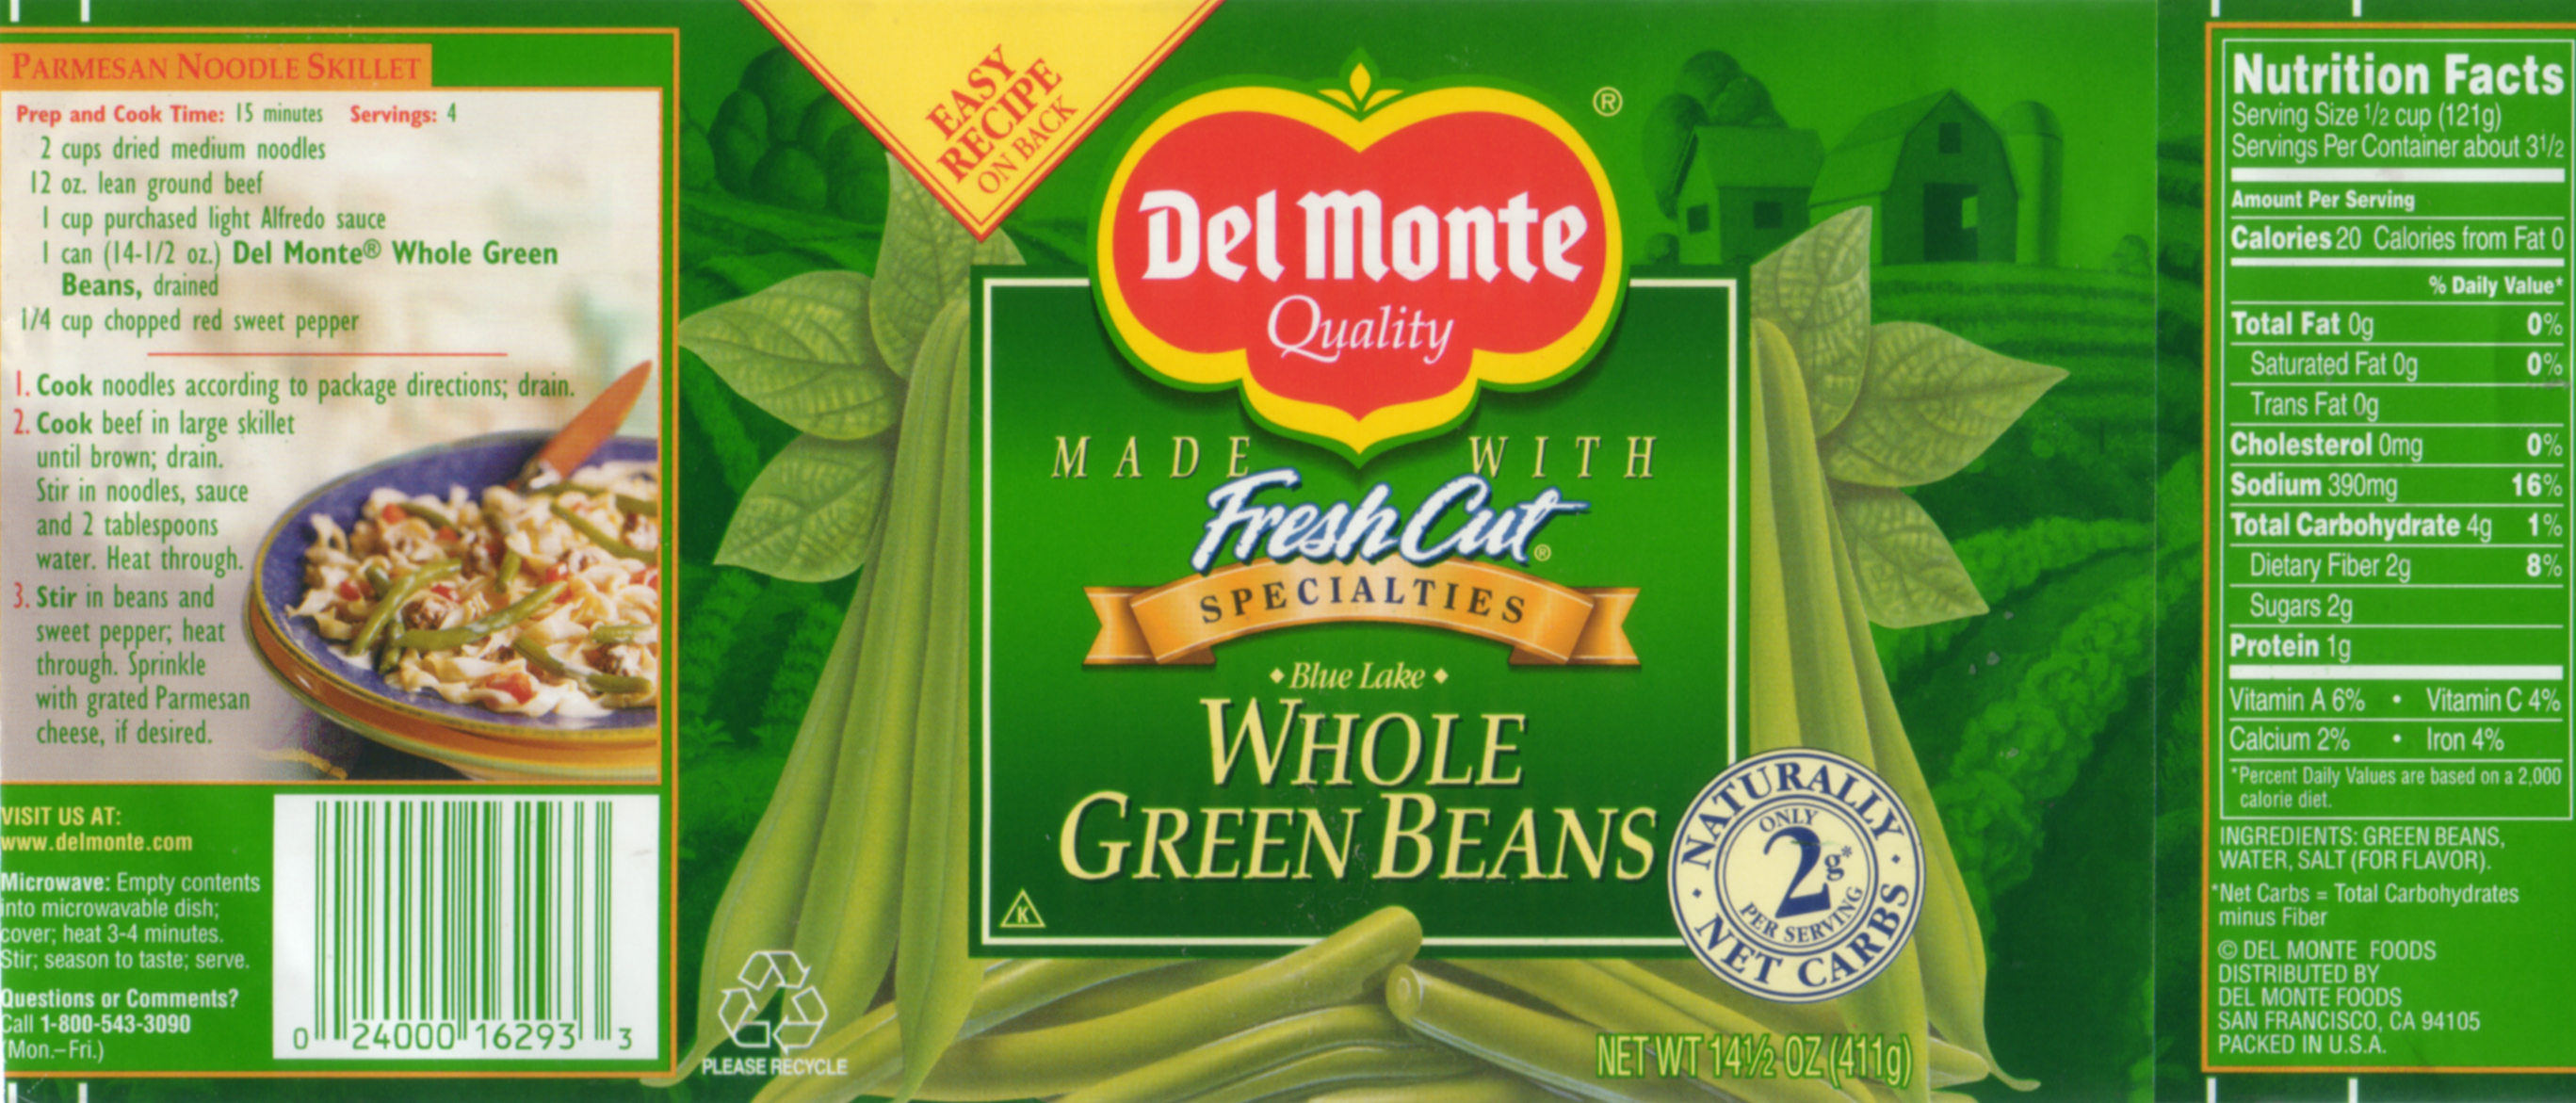 PARMESAN NOODLE SKILLET
Prep and Cook Time: 15 minutes Servings: 4
2 cups dried medium noodles
12 oz. lean ground beef
1 cup purchased light Alfredo sauce
1 can (14-1/2 oz.) Del Monte® Whole Green
Beans, drained
1/4 cup chopped red sweet pepper
1. Cook noodles according to package directions; drain.
2. Cook beef in large skillet
until brown; drain.
Stir in noodles, sauce
and 2 tablespoons
water. Heat through.
3. Stir in beans and
sweet pepper; heat
through. Sprinkle
with grated Parmesan
cheese, if desired.
VISIT US AT:
www.delmonte.com
Microwave: Empty contents
into microwavable dish;
cover; heat 3-4 minutes.
Stir; season to taste; serve.
Questions or Comments?
Call 1-800-543-3090
(Mon.–Fri.)
0 24000 16293 3
EASY
RECIPE
ON BACK
®
Del Monte
Quality
MADE WITH
Fresh Cut®
SPECIALTIES
• Blue Lake •
WHOLE
GREEN BEANS
K
• NATURALLY •
ONLY
2g*
PER SERVING
NET CARBS
PLEASE RECYCLE
NET WT 14½ OZ (411g)
Nutrition Facts
Serving Size 1/2 cup (121g)
Servings Per Container about 31/2
Amount Per Serving
Calories 20 Calories from Fat 0
% Daily Value*
Total Fat 0g 0%
Saturated Fat 0g 0%
Trans Fat 0g
Cholesterol 0mg 0%
Sodium 390mg 16%
Total Carbohydrate 4g 1%
Dietary Fiber 2g 8%
Sugars 2g
Protein 1g
Vitamin A 6% • Vitamin C 4%
Calcium 2% • Iron 4%
*Percent Daily Values are based on a 2,000
calorie diet.
INGREDIENTS: GREEN BEANS,
WATER, SALT (FOR FLAVOR).
*Net Carbs = Total Carbohydrates
minus Fiber
© DEL MONTE FOODS
DISTRIBUTED BY
DEL MONTE FOODS
SAN FRANCISCO, CA 94105
PACKED IN U.S.A.